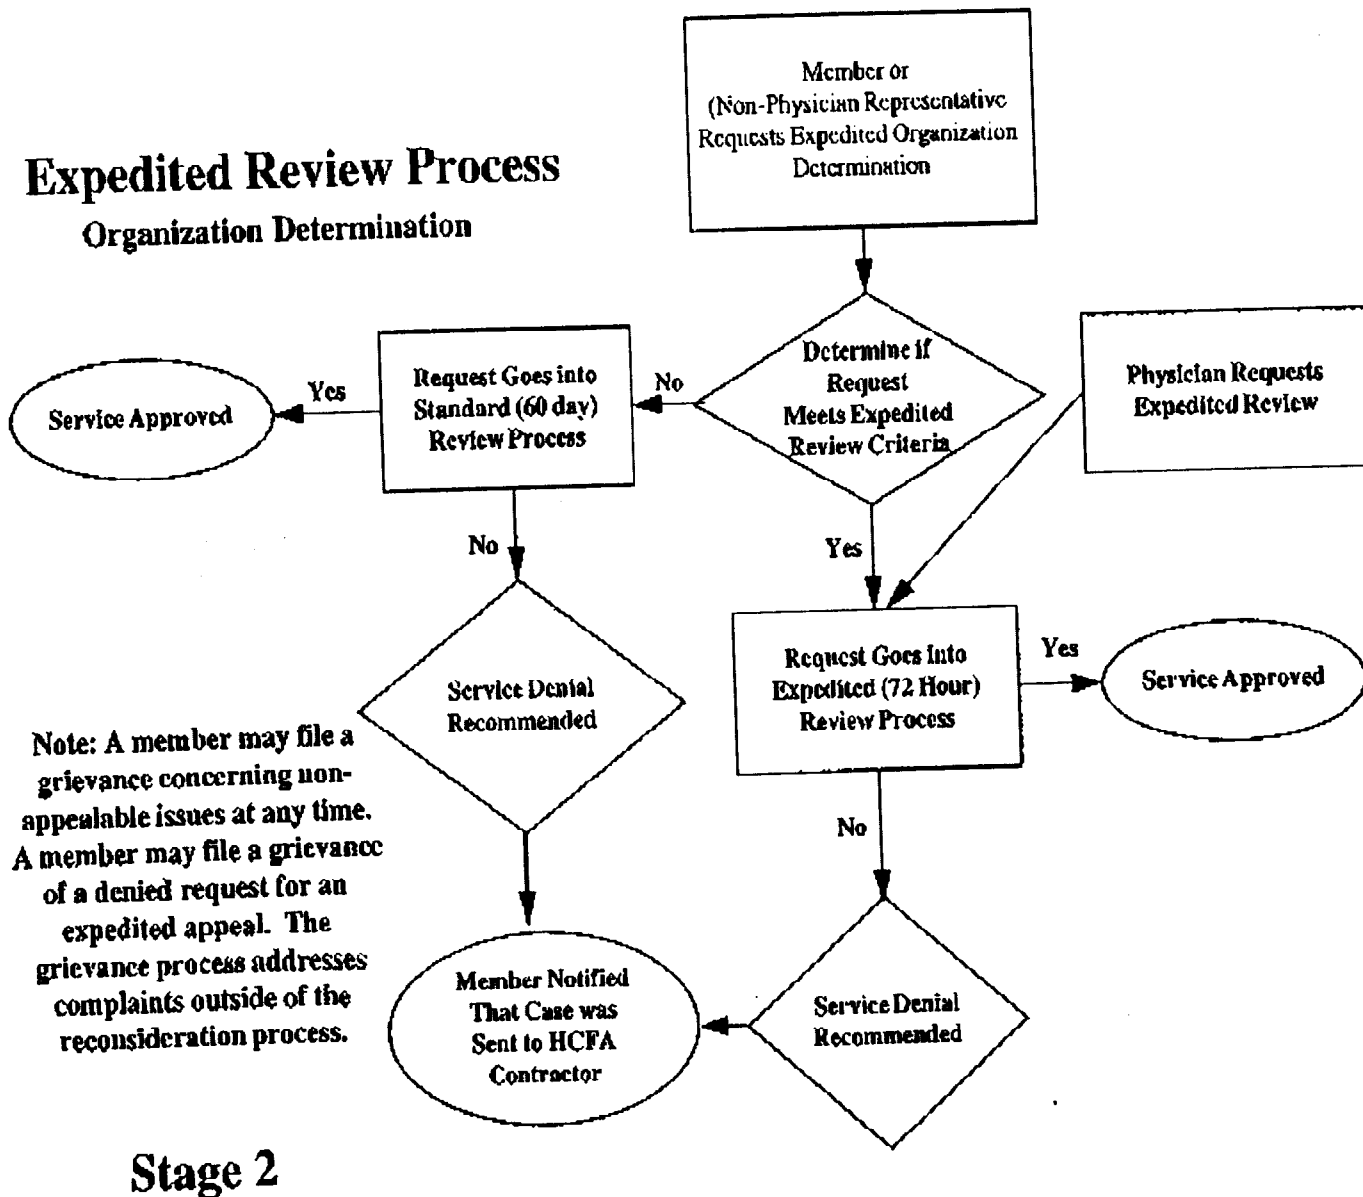 Expedited Review Process
Organization Determination
Member or
(Non-Physician Representative
Requests Expedited Organization
Determination
Determine if
Request
Meets Expedited
Review Criteria
Physician Requests
Expedited Review
No
Request Goes into
Standard (60 day)
Review Process
Yes
Service Approved
No
Yes
Service Denial
Recommended
Request Goes Into
Expedited (72 Hour)
Review Process
Yes
Service Approved
Note: A member may file a
grievance concerning non-
appealable issues at any time.
A member may file a grievance
of a denied request for an
expedited appeal. The
grievance process addresses
complaints outside of the
reconsideration process.
No
Member Notified
That Case was
Sent to HCFA
Contractor
Service Denial
Recommended
Stage 2